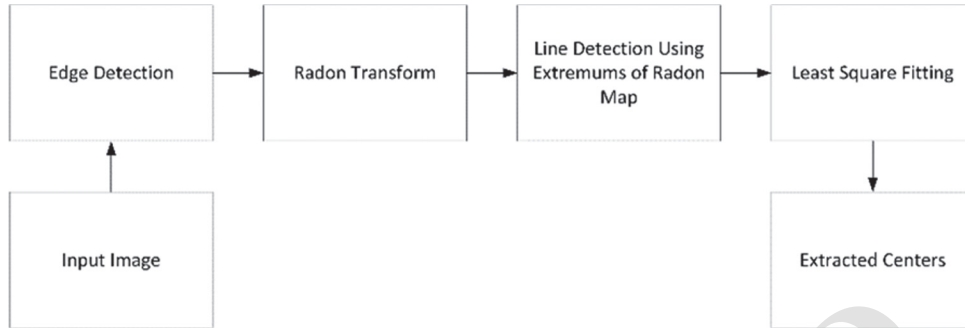 Edge Detection
Radon Transform
Line Detection Using
Extremums of Radon
Map
Least Square Fitting
Input Image
Extracted Centers